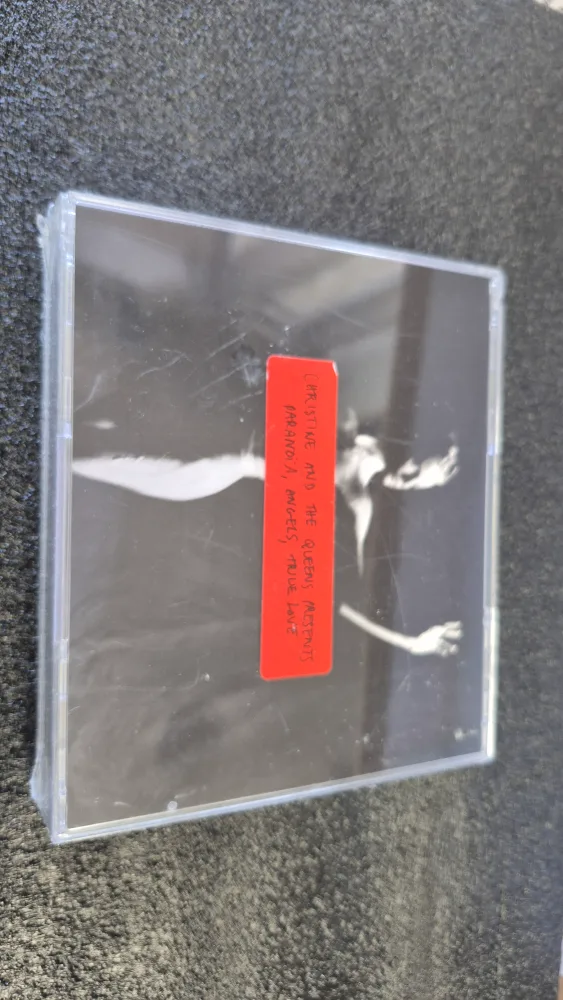 CHRISTINE AND THE QUEENS PRESENTS
PARANOÏA, ANGELS, TRUE LOVE